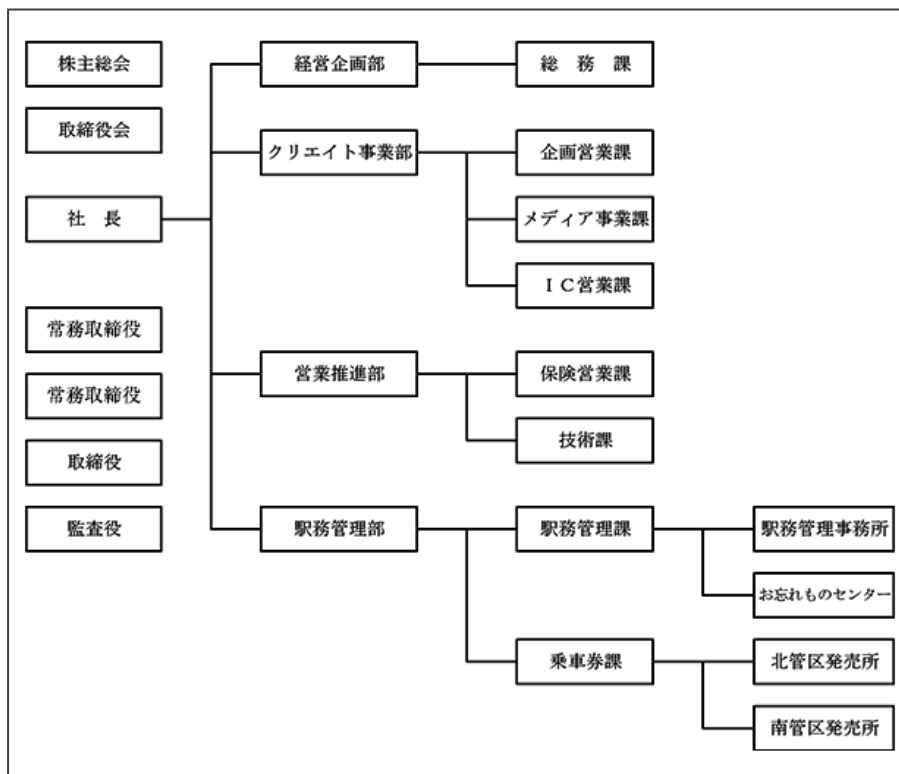 株主総会
取締役会
社　長
常務取締役
常務取締役
取締役
監査役
経営企画部
総　務　課
クリエイト事業部
企画営業課
メディア事業課
ＩＣ営業課
営業推進部
保険営業課
技術課
駅務管理部
駅務管理課
駅務管理事務所
お忘れものセンター
乗車券課
北管区発売所
南管区発売所